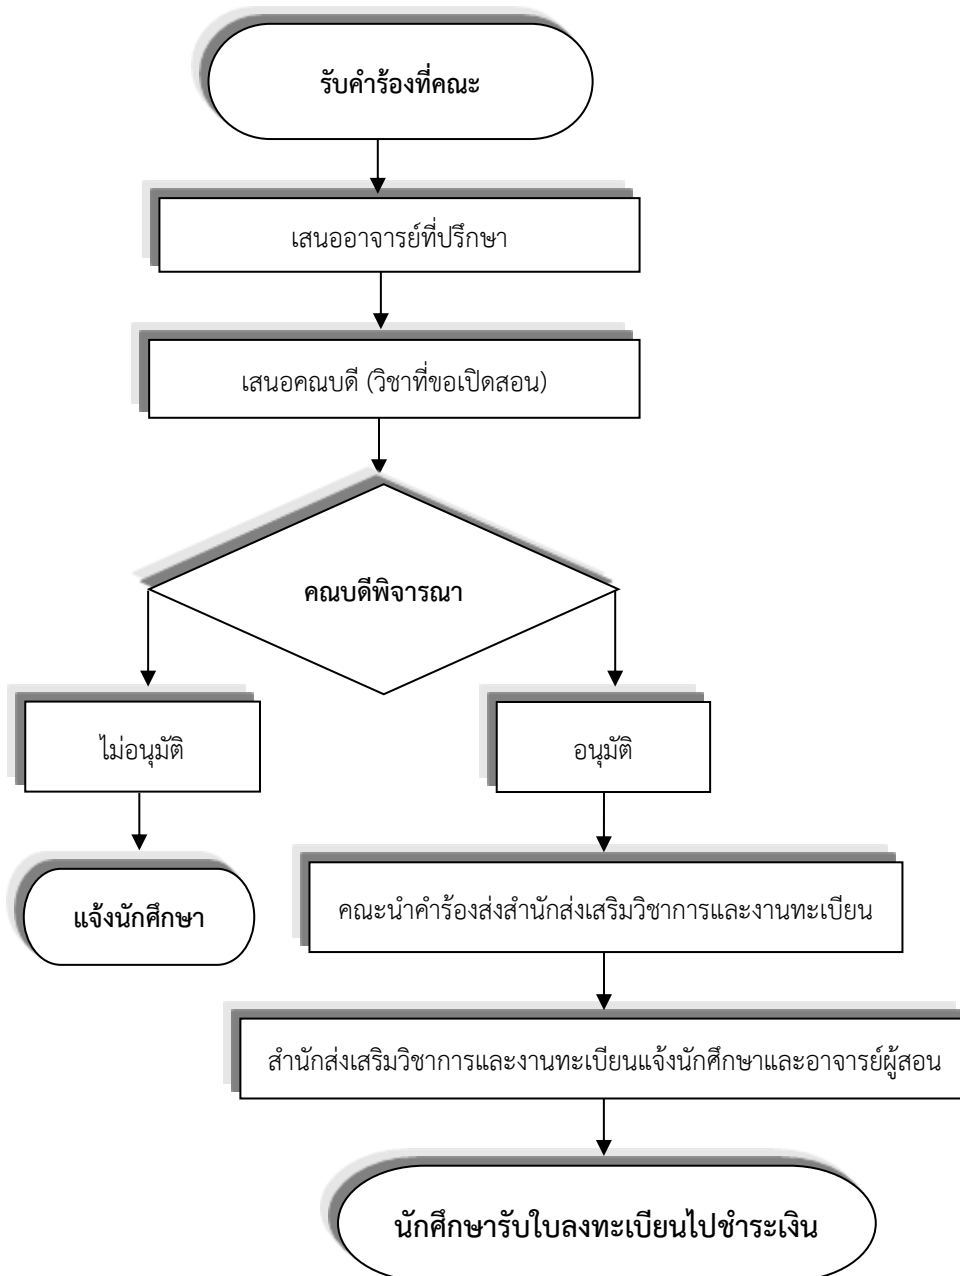 รับคำร้องที่คณะ
เสนออาจารย์ที่ปรึกษา
เสนอคณบดี (วิชาที่ขอเปิดสอน)
คณบดีพิจารณา
ไม่อนุมัติ
อนุมัติ
แจ้งนักศึกษา
คณะนำคำร้องส่งสำนักส่งเสริมวิชาการและงานทะเบียน
สำนักส่งเสริมวิชาการและงานทะเบียนแจ้งนักศึกษาและอาจารย์ผู้สอน
นักศึกษารับใบลงทะเบียนไปชำระเงิน